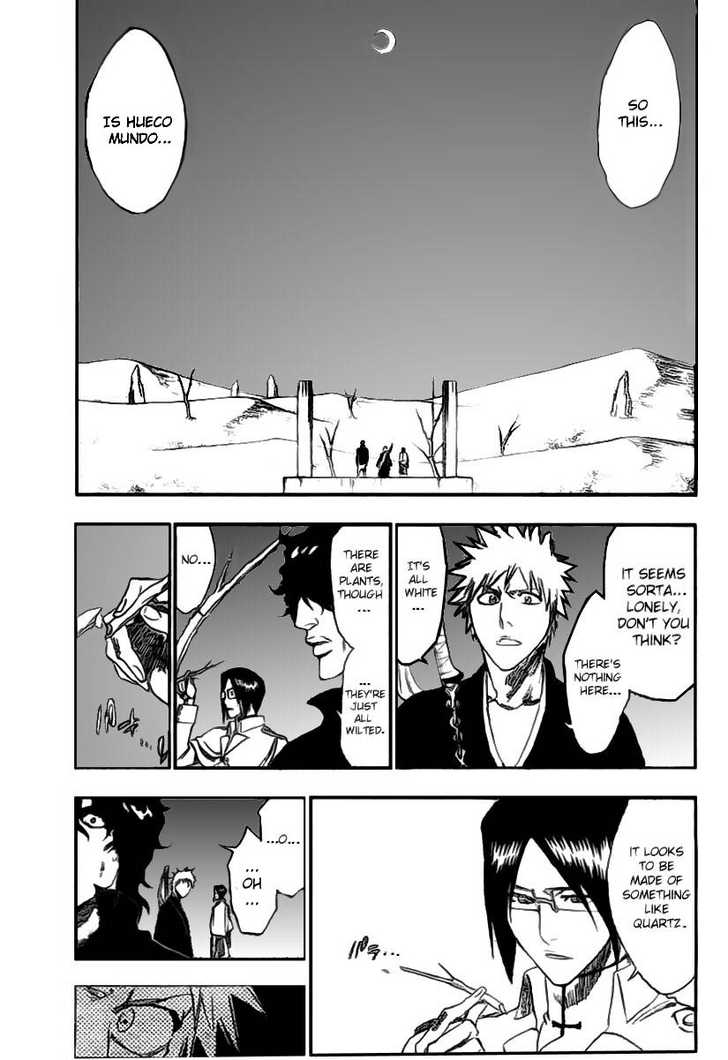 SO
THIS...
IS HUECO
MUNDO...
IT SEEMS
SORTA...
LONELY,
DON'T YOU
THINK?
THERE'S
NOTHING
HERE...
IT'S
ALL
WHITE
...
THERE
ARE
PLANTS,
THOUGH
...
...
THEY'RE
JUST
ALL
WILTED.
NO...
IT LOOKS
TO BE
MADE OF
SOMETHING
LIKE
QUARTZ.
...O...
...
OH
...